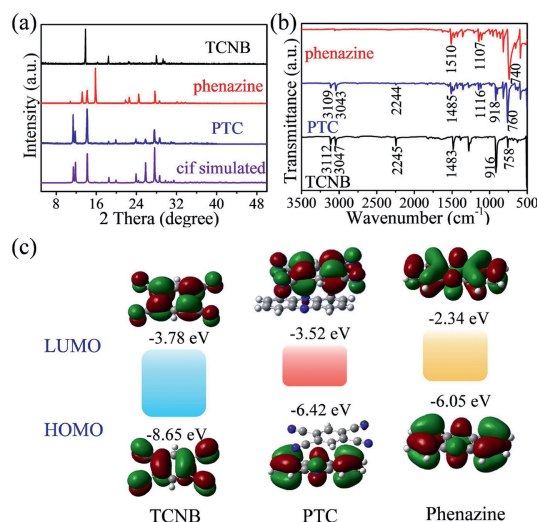 (a)
TCNB
phenazine
PTC
cif simulated
Intensity (a.u.)
8 16 24 32 40 48
2 Thera (degree)
(b)
phenazine
1510
1107
740
PTC
3109
3043
2244
1485
1116
918
760
TCNB
3112
3047
2245
1483
916
758
Transmittance (a.u.)
3500 3000 2500 2000 1500 1000 500
Wavenumber (cm-1)
(c)
LUMO
-3.78 eV
-3.52 eV
-2.34 eV
HOMO
-8.65 eV
-6.42 eV
-6.05 eV
TCNB
PTC
Phenazine